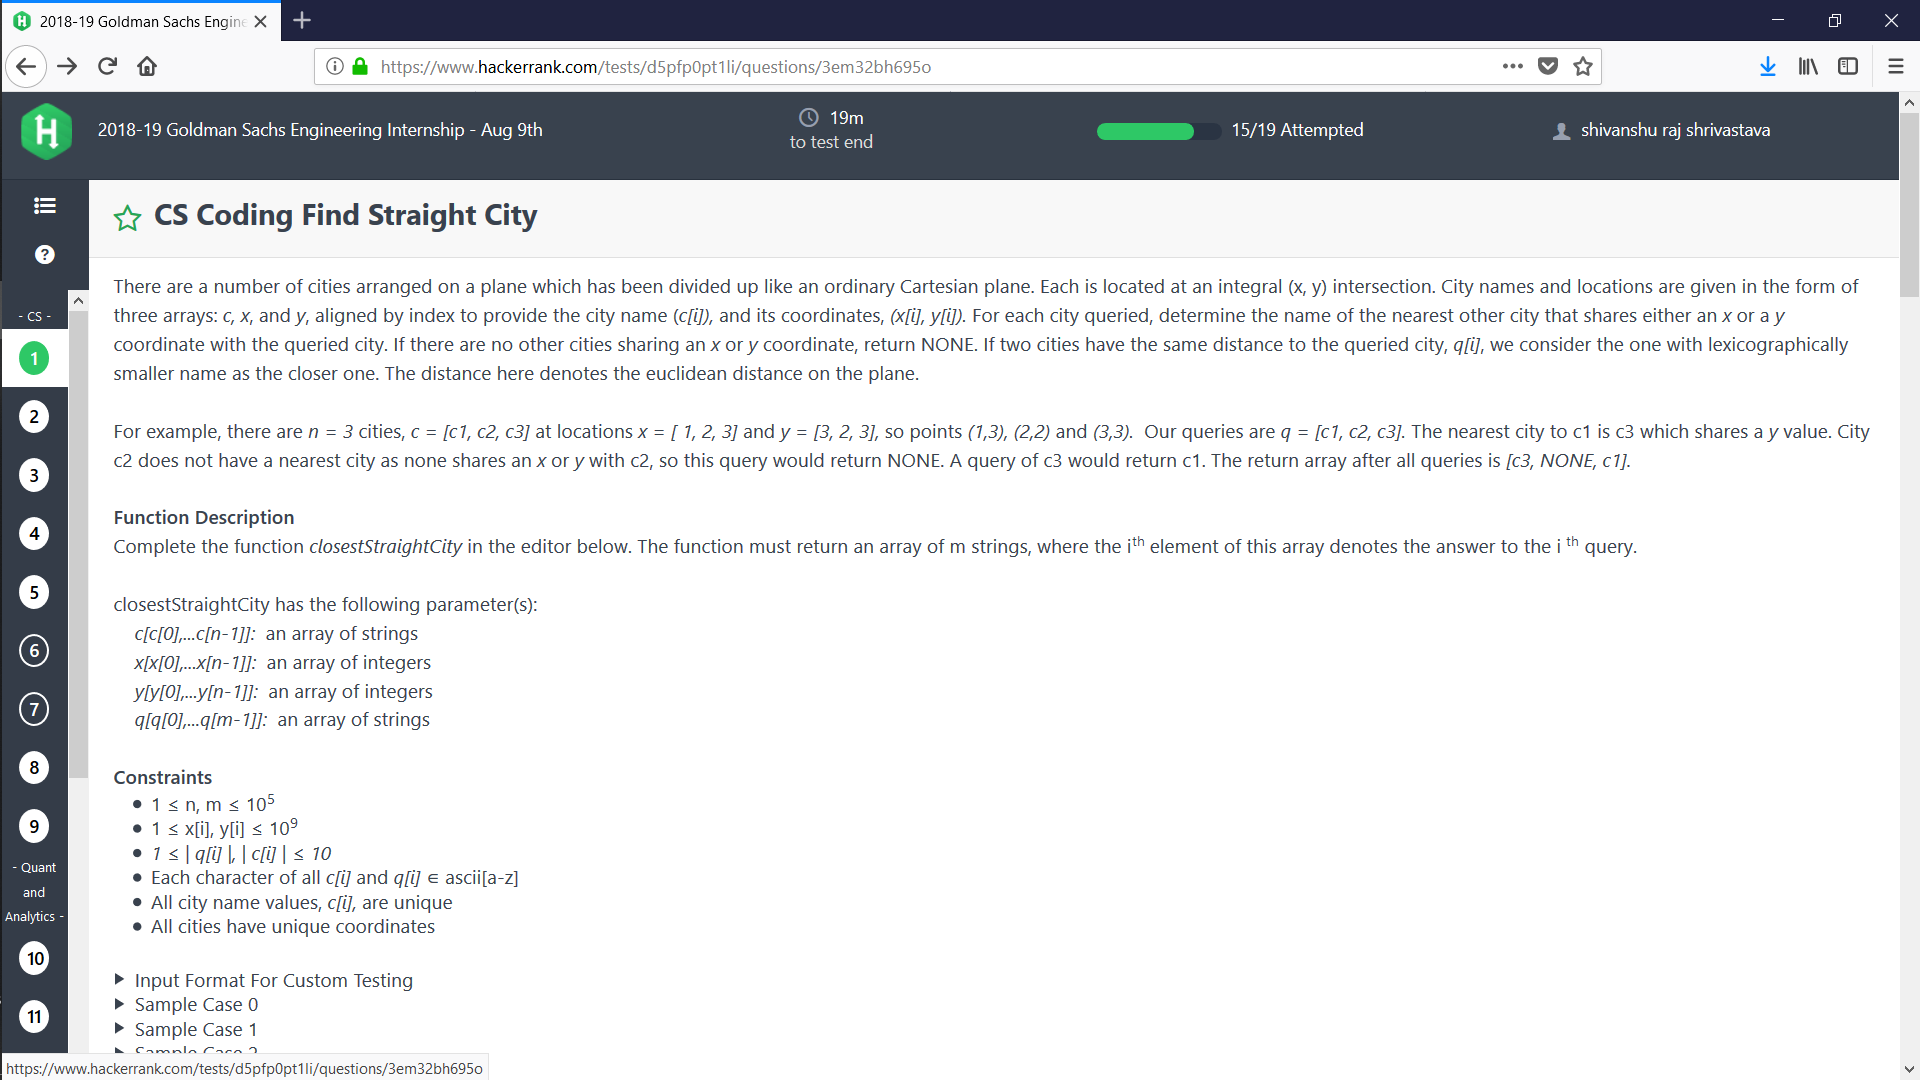 2018-19 Goldman Sachs Engine
https://www.hackerrank.com/tests/d5pfp0pt1li/questions/3em32bh695o
2018-19 Goldman Sachs Engineering Internship - Aug 9th
19m
to test end
15/19 Attempted
shivanshu raj shrivastava
CS Coding Find Straight City
There are a number of cities arranged on a plane which has been divided up like an ordinary Cartesian plane. Each is located at an integral (x, y) intersection. City names and locations are given in the form of
three arrays: c, x, and y, aligned by index to provide the city name (c[i]), and its coordinates, (x[i], y[i]). For each city queried, determine the name of the nearest other city that shares either an x or a y
coordinate with the queried city. If there are no other cities sharing an x or y coordinate, return NONE. If two cities have the same distance to the queried city, q[i], we consider the one with lexicographically
smaller name as the closer one. The distance here denotes the euclidean distance on the plane.
For example, there are n = 3 cities, c = [c1, c2, c3] at locations x = [ 1, 2, 3] and y = [3, 2, 3], so points (1,3), (2,2) and (3,3).  Our queries are q = [c1, c2, c3]. The nearest city to c1 is c3 which shares a y value. City
c2 does not have a nearest city as none shares an x or y with c2, so this query would return NONE. A query of c3 would return c1. The return array after all queries is [c3, NONE, c1].
Function Description
Complete the function closestStraightCity in the editor below. The function must return an array of m strings, where the i th element of this array denotes the answer to the i th query.
closestStraightCity has the following parameter(s):
c[c[0],...c[n-1]]:  an array of strings
x[x[0],...x[n-1]]:  an array of integers
y[y[0],...y[n-1]]:  an array of integers
q[q[0],...q[m-1]]:  an array of strings
Constraints
• 1 ≤ n, m ≤ 10^5
• 1 ≤ x[i], y[i] ≤ 10^9
• 1 ≤ | q[i] |, | c[i] | ≤ 10
• Each character of all c[i] and q[i] ∈ ascii[a-z]
• All city name values, c[i], are unique
• All cities have unique coordinates
Input Format For Custom Testing
Sample Case 0
Sample Case 1
Sample Case 2
- CS -
1
2
3
4
5
6
7
8
9
- Quant
and
Analytics -
10
11
https://www.hackerrank.com/tests/d5pfp0pt1li/questions/3em32bh695o